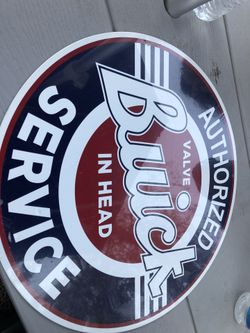 AUTHORIZED
VALVE
Buick
IN HEAD
SERVICE